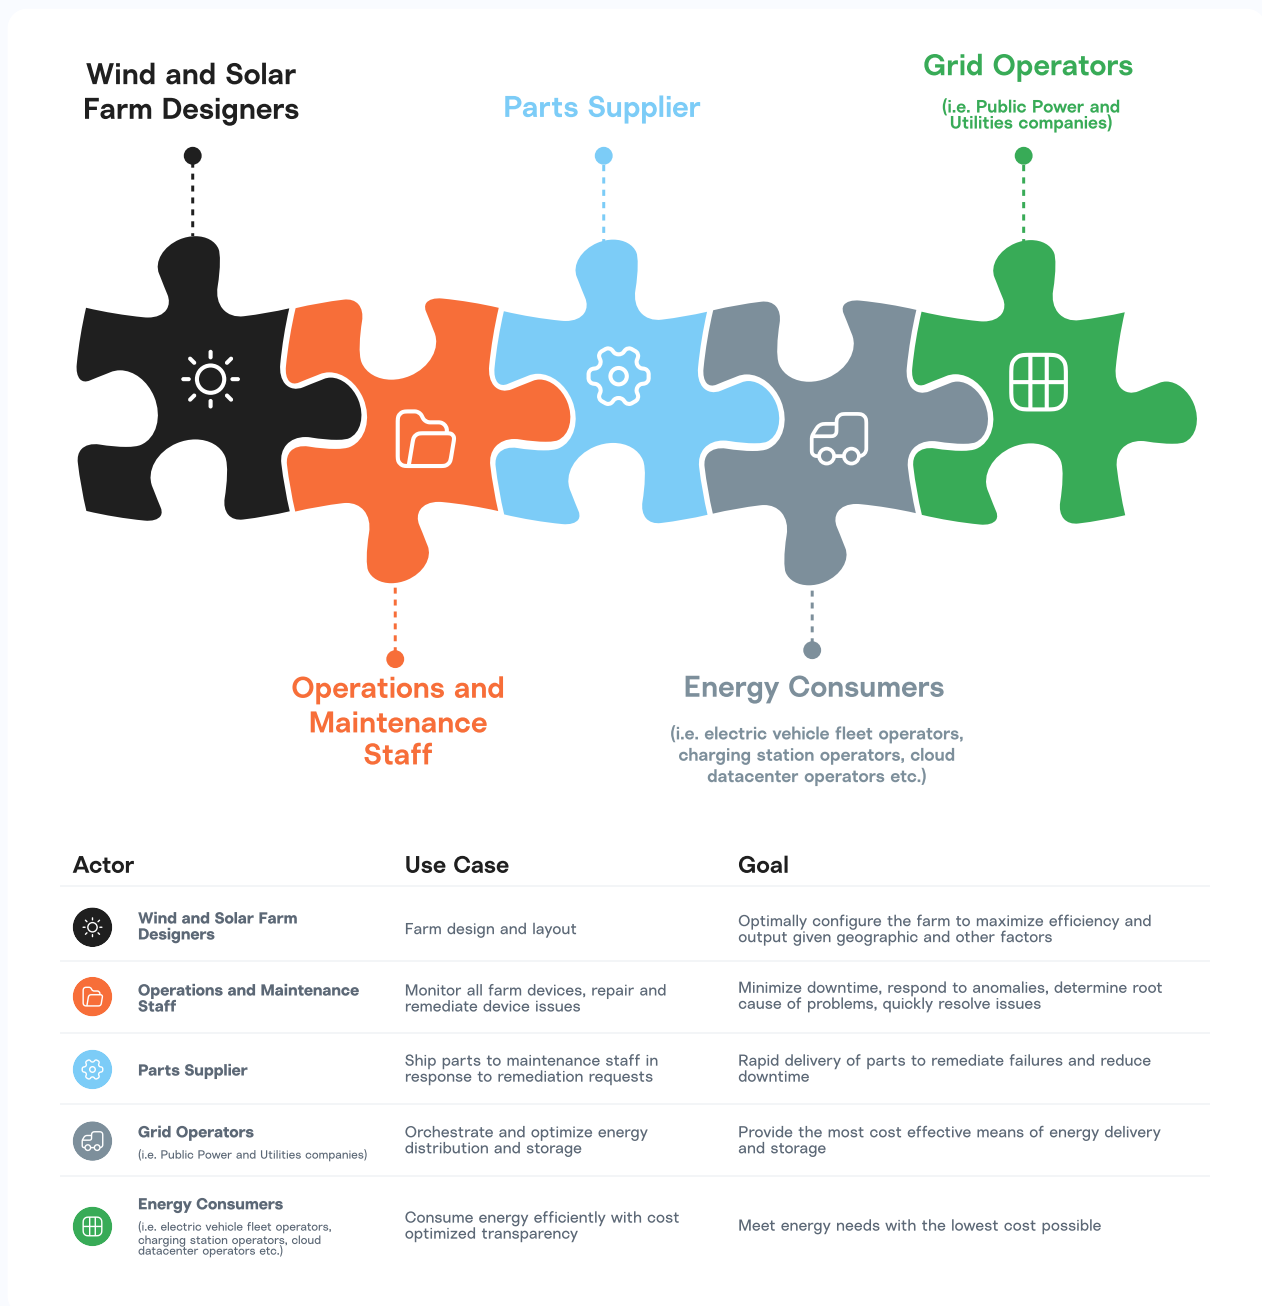 Wind and Solar
Farm Designers
Parts Supplier
Grid Operators
(i.e. Public Power and
Utilities companies)
Operations and
Maintenance
Staff
Energy Consumers
(i.e. electric vehicle fleet operators,
charging station operators, cloud
datacenter operators etc.)
Actor
Use Case
Goal
Wind and Solar Farm
Designers
Farm design and layout
Optimally configure the farm to maximize efficiency and
output given geographic and other factors
Operations and Maintenance
Staff
Monitor all farm devices, repair and
remediate device issues
Minimize downtime, respond to anomalies, determine root
cause of problems, quickly resolve issues
Parts Supplier
Ship parts to maintenance staff in
response to remediation requests
Rapid delivery of parts to remediate failures and reduce
downtime
Grid Operators
(i.e. Public Power and Utilities companies)
Orchestrate and optimize energy
distribution and storage
Provide the most cost effective means of energy delivery
and storage
Energy Consumers
(i.e. electric vehicle fleet operators,
charging station operators, cloud
datacenter operators etc.)
Consume energy efficiently with cost
optimized transparency
Meet energy needs with the lowest cost possible